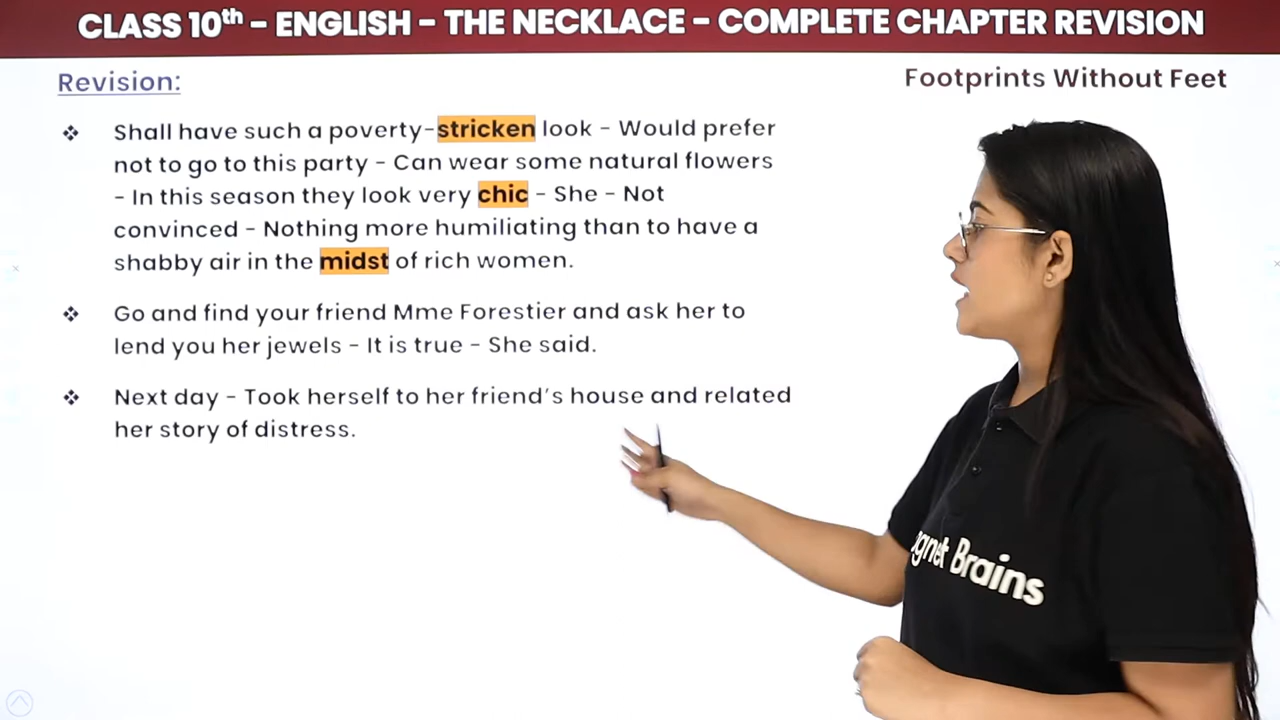 CLASS 10th – ENGLISH – THE NECKLACE – COMPLETE CHAPTER REVISION
Revision:
Footprints Without Feet
❖ Shall have such a poverty-stricken look – Would prefer
not to go to this party – Can wear some natural flowers
– In this season they look very chic – She – Not
convinced – Nothing more humiliating than to have a
shabby air in the midst of rich women.
❖ Go and find your friend Mme Forestier and ask her to
lend you her jewels – It is true – She said.
❖ Next day – Took herself to her friend's house and related
her story of distress.
Brains